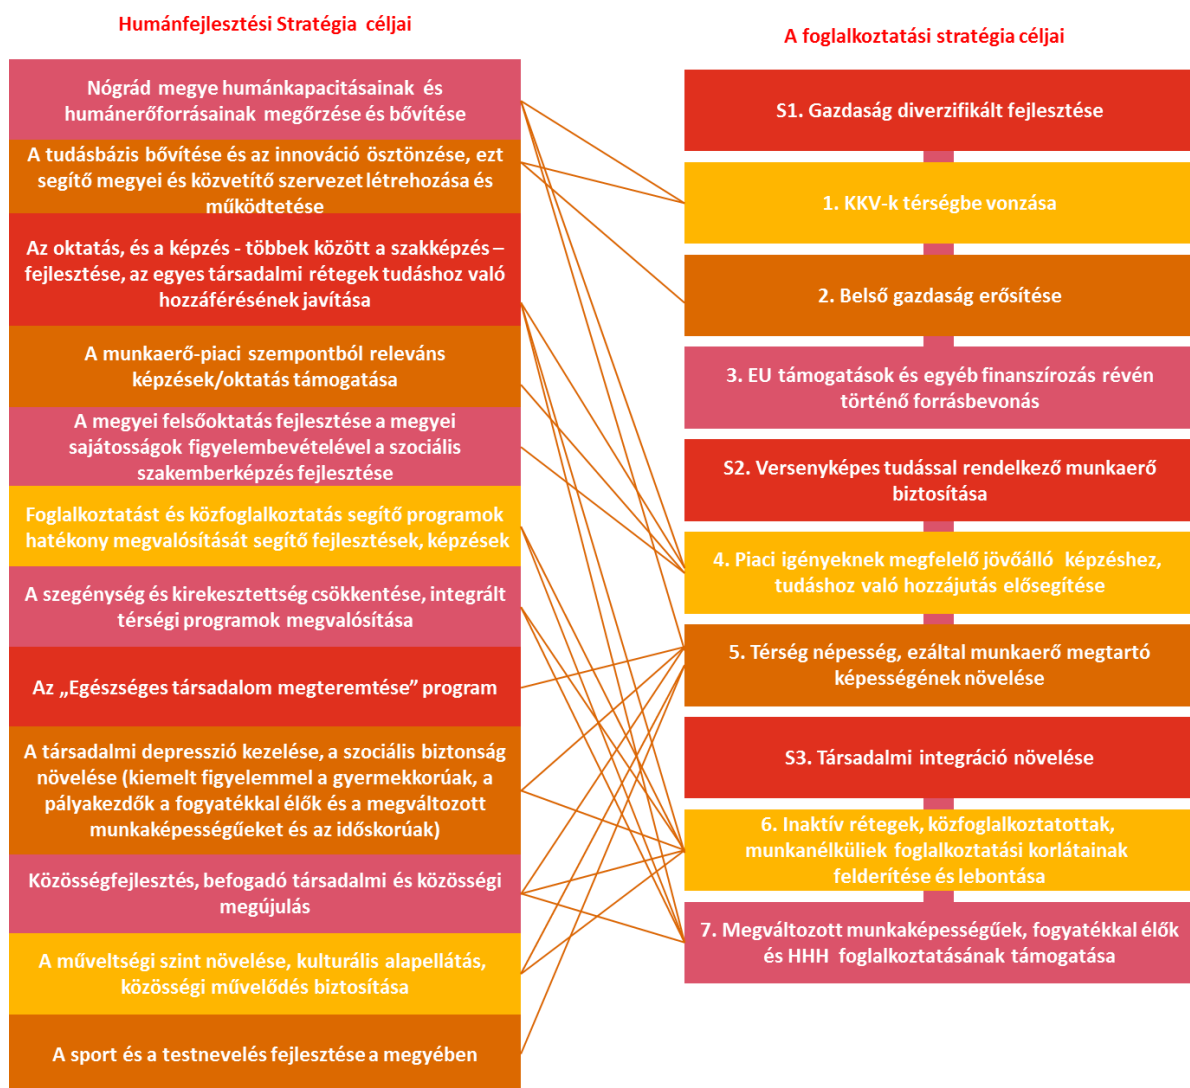 Humánfejlesztési Stratégia céljai
Nógrád megye humánkapacitásainak és
humánerőforrásainak megőrzése és bővítése
A tudásbázis bővítése és az innováció ösztönzése, ezt
segítő megyei és közvetítő szervezet létrehozása és
működtetése
Az oktatás, és a képzés - többek között a szakképzés –
fejlesztése, az egyes társadalmi rétegek tudáshoz való
hozzáférésének javítása
A munkaerő-piaci szempontból releváns
képzések/oktatás támogatása
A megyei felsőoktatás fejlesztése a megyei
sajátosságok figyelembevételével a szociális
szakemberképzés fejlesztése
Foglalkoztatást és közfoglalkoztatás segítő programok
hatékony megvalósítását segítő fejlesztések, képzések
A szegénység és kirekesztettség csökkentése, integrált
térségi programok megvalósítása
Az „Egészséges társadalom megteremtése” program
A társadalmi depresszió kezelése, a szociális biztonság
növelése (kiemelt figyelemmel a gyermekkorúak, a
pályakezdők a fogyatékkal élők és a megváltozott
munkaképességűeket és az időskorúak)
Közösségfejlesztés, befogadó társadalmi és közösségi
megújulás
A műveltségi szint növelése, kulturális alapellátás,
közösségi művelődés biztosítása
A sport és a testnevelés fejlesztése a megyében
A foglalkoztatási stratégia céljai
S1. Gazdaság diverzifikált fejlesztése
1. KKV-k térségbe vonzása
2. Belső gazdaság erősítése
3. EU támogatások és egyéb finanszírozás révén
történő forrásbevonás
S2. Versenyképes tudással rendelkező munkaerő
biztosítása
4. Piaci igényeknek megfelelő jövőálló képzéshez,
tudáshoz való hozzájutás elősegítése
5. Térség népesség, ezáltal munkaerő megtartó
képességének növelése
S3. Társadalmi integráció növelése
6. Inaktív rétegek, közfoglalkoztatottak,
munkanélküliek foglalkoztatási korlátainak
felderítése és lebontása
7. Megváltozott munkaképességűek, fogyatékkal élők
és HHH foglalkoztatásának támogatása